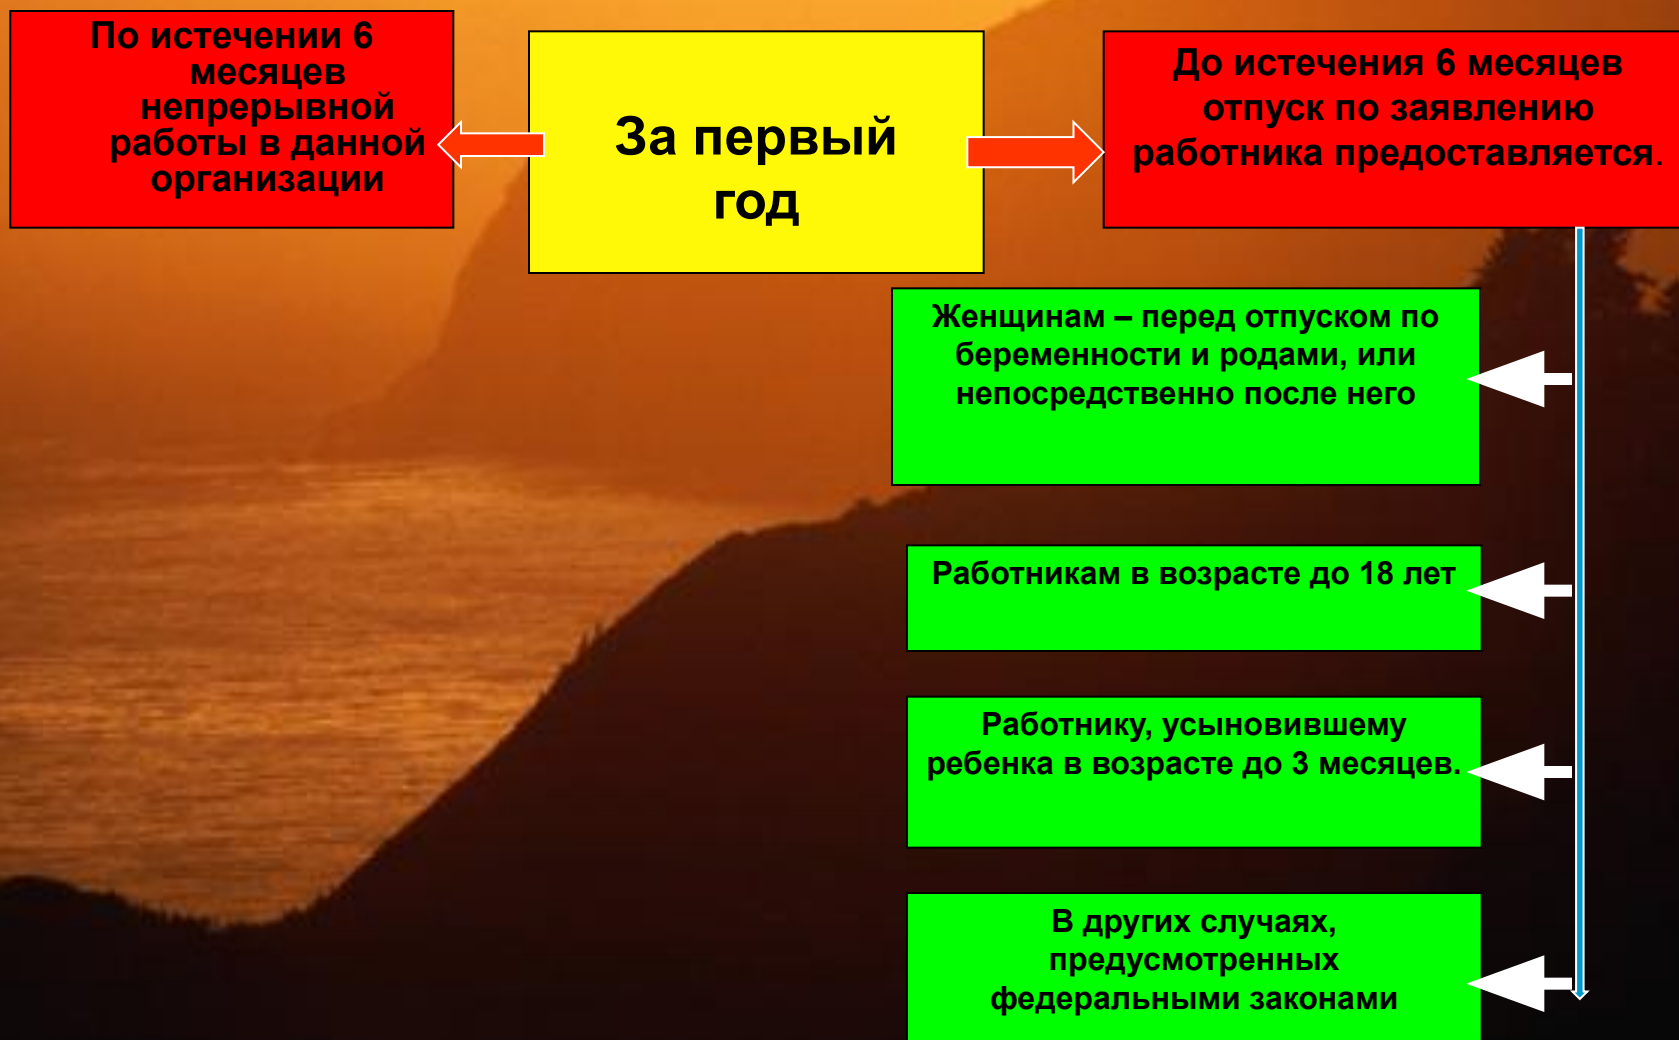 По истечении 6
месяцев
непрерывной
работы в данной
организации
За первый
год
До истечения 6 месяцев
отпуск по заявлению
работника предоставляется.
Женщинам – перед отпуском по
беременности и родами, или
непосредственно после него
Работникам в возрасте до 18 лет
Работнику, усыновившему
ребенка в возрасте до 3 месяцев.
В других случаях,
предусмотренных
федеральными законами